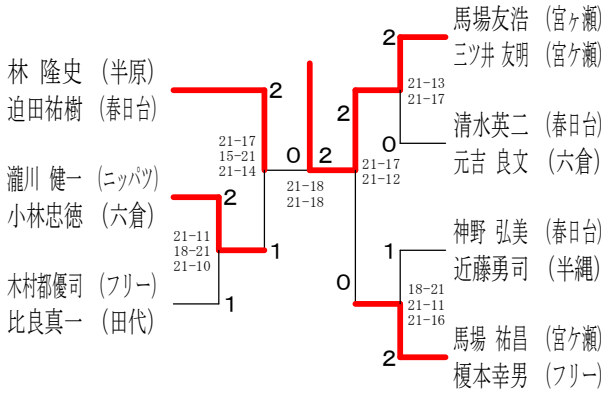 林 隆史 (半原)
迫田祐樹 (春日台)
瀧川 健一 (ニッパツ)
小林忠徳 (六倉)
木村都優司 (フリー)
比良真一 (田代)
2
21-17
15-21
21-14
2
21-11
18-21
21-10
1
1
0
2
21-18
21-18
馬場友浩 (宮ヶ瀬)
三ツ井 友明 (宮ケ瀬)
清水英二 (春日台)
元吉 良文 (六倉)
神野 弘美 (春日台)
近藤勇司 (半縄)
馬場 祐昌 (宮ケ瀬)
榎本幸男 (フリー)
2
21-13
21-17
0
2
21-17
21-12
0
1
18-21
21-11
21-16
2